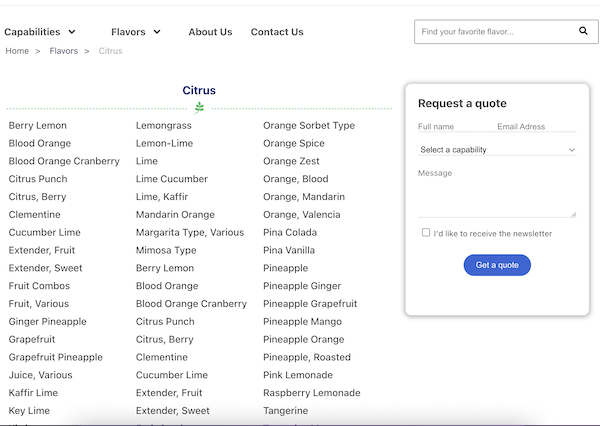 Capabilities Flavors About Us Contact Us Find your favorite flavor...
Home > Flavors > Citrus
Citrus
Berry Lemon
Blood Orange
Blood Orange Cranberry
Citrus Punch
Citrus, Berry
Clementine
Cucumber Lime
Extender, Fruit
Extender, Sweet
Fruit Combos
Fruit, Various
Ginger Pineapple
Grapefruit
Grapefruit Pineapple
Juice, Various
Kaffir Lime
Key Lime
Lemongrass
Lemon-Lime
Lime
Lime Cucumber
Lime, Kaffir
Mandarin Orange
Margarita Type, Various
Mimosa Type
Berry Lemon
Blood Orange
Blood Orange Cranberry
Citrus Punch
Citrus, Berry
Clementine
Cucumber Lime
Extender, Fruit
Extender, Sweet
Orange Sorbet Type
Orange Spice
Orange Zest
Orange, Blood
Orange, Mandarin
Orange, Valencia
Pina Colada
Pina Vanilla
Pineapple
Pineapple Ginger
Pineapple Grapefruit
Pineapple Mango
Pineapple Orange
Pineapple, Roasted
Pink Lemonade
Raspberry Lemonade
Tangerine
Request a quote
Full name Email Adress
Select a capability
Message
I'd like to receive the newsletter
Get a quote